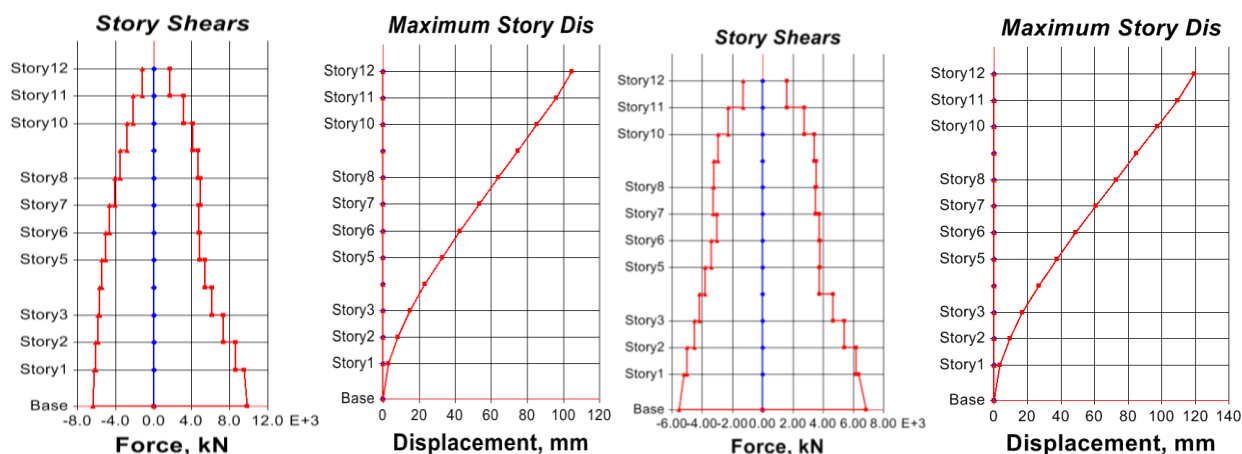 Story Shears
Story12
Story11
Story10
Story8
Story7
Story6
Story5
Story3
Story2
Story1
Base
-8.0 -4.0 0.0 4.0 8.0 12.0 E+3
Force, kN
Maximum Story Dis
Story12
Story11
Story10
Story8
Story7
Story6
Story5
Story3
Story2
Story1
Base
0 20 40 60 80 100 120
Displacement, mm
Story Shears
Story12
Story11
Story10
Story8
Story7
Story6
Story5
Story3
Story2
Story1
Base
-6.00 -4.00 -2.00 0.00 2.00 4.00 6.00 8.00 E+3
Force, kN
Maximum Story Dis
Story12
Story11
Story10
Story8
Story7
Story6
Story5
Story3
Story2
Story1
Base
0 20 40 60 80 100 120 140
Displacement, mm